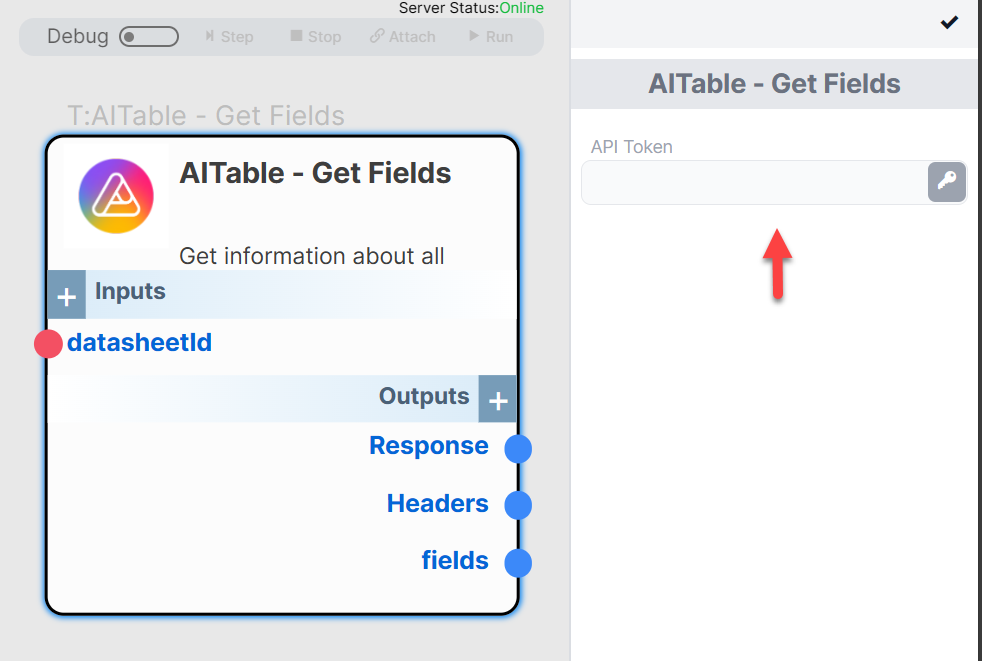 Server Status:Online
Debug Step Stop Attach Run
T:AITable - Get Fields
AITable - Get Fields
Get information about all
Inputs
datasheetId
Outputs
Response
Headers
fields
AITable - Get Fields
API Token